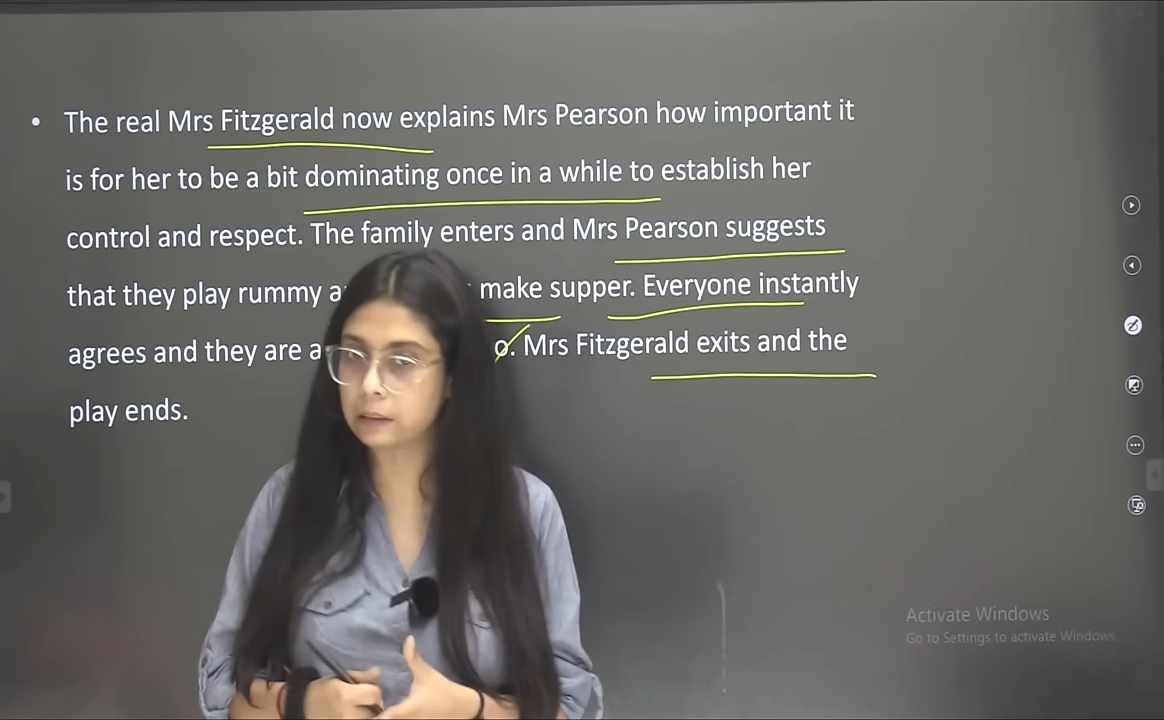 • The real Mrs Fitzgerald now explains Mrs Pearson how important it
is for her to be a bit dominating once in a while to establish her
control and respect. The family enters and Mrs Pearson suggests
that they play rummy make supper. Everyone instantly
agrees and they are o. Mrs Fitzgerald exits and the
play ends.
Activate Windows
Go to Settings to activate Windows.